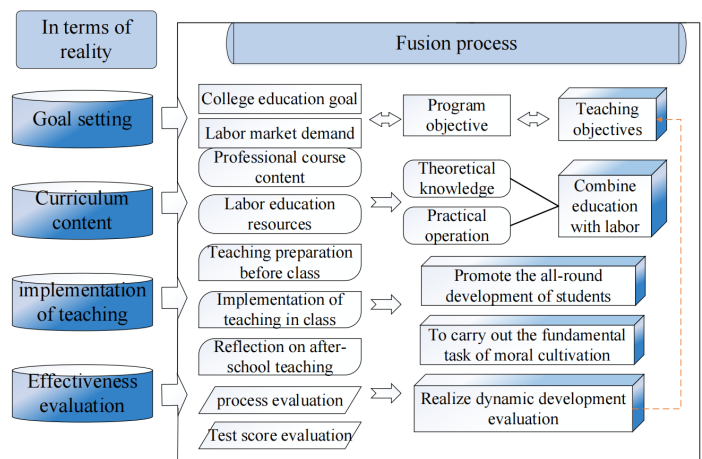 In terms of
reality
Fusion process
Goal setting
College education goal
Labor market demand
Program
objective
Teaching
objectives
Curriculum
content
Professional course
content
Labor education
resources
Theoretical
knowledge
Practical
operation
Combine
education
with labor
implementation
of teaching
Teaching preparation
before class
Implementation of
teaching in class
Reflection on after-
school teaching
Promote the all-round
development of students
To carry out the fundamental
task of moral cultivation
Effectiveness
evaluation
process evaluation
Test score evaluation
Realize dynamic development
evaluation